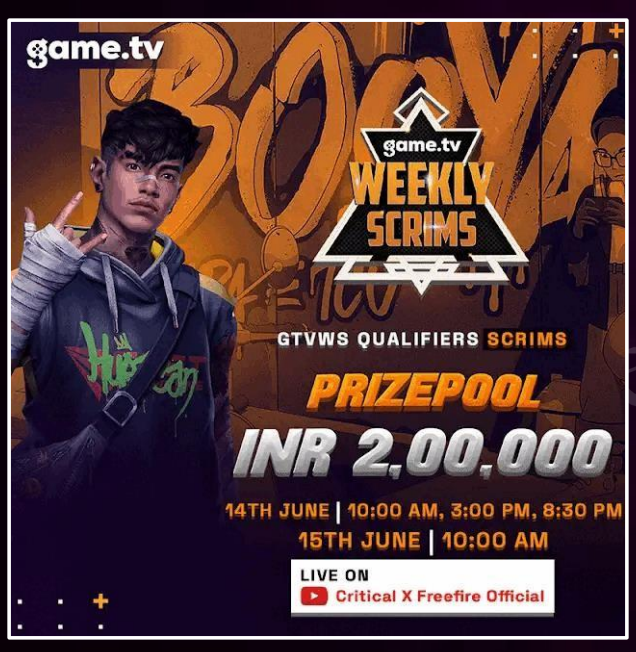 game.tv
BOOYA
game.tv
WEEKLY
SCRIMS
GTVWS QUALIFIERS SCRIMS
PRIZEPOOL
INR 2,00,000
14TH JUNE | 10:00 AM, 3:00 PM, 8:30 PM
15TH JUNE | 10:00 AM
LIVE ON
Critical X Freefire Official